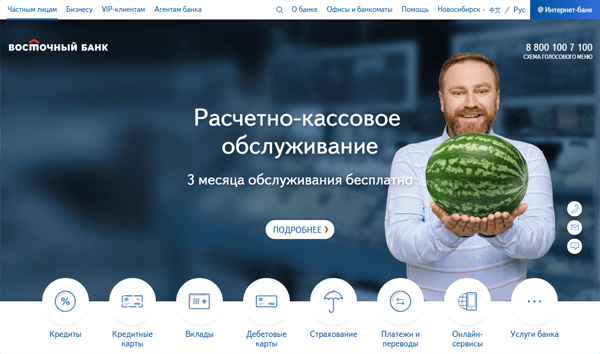 Частным лицам Бизнесу VIP-клиентам Агентам банка О банке Офисы и банкоматы Помощь Новосибирск 中文 / Рус @ Интернет-банк
ВОСТОЧНЫЙ БАНК
8 800 100 7 100
СХЕМА ГОЛОСОВОГО МЕНЮ
Расчетно-кассовое
обслуживание
3 месяца обслуживания бесплатно
ПОДРОБНЕЕ
Кредиты
Кредитные
карты
Вклады
Дебетовые
карты
Страхование
Платежи и
переводы
Онлайн-
сервисы
Услуги банка